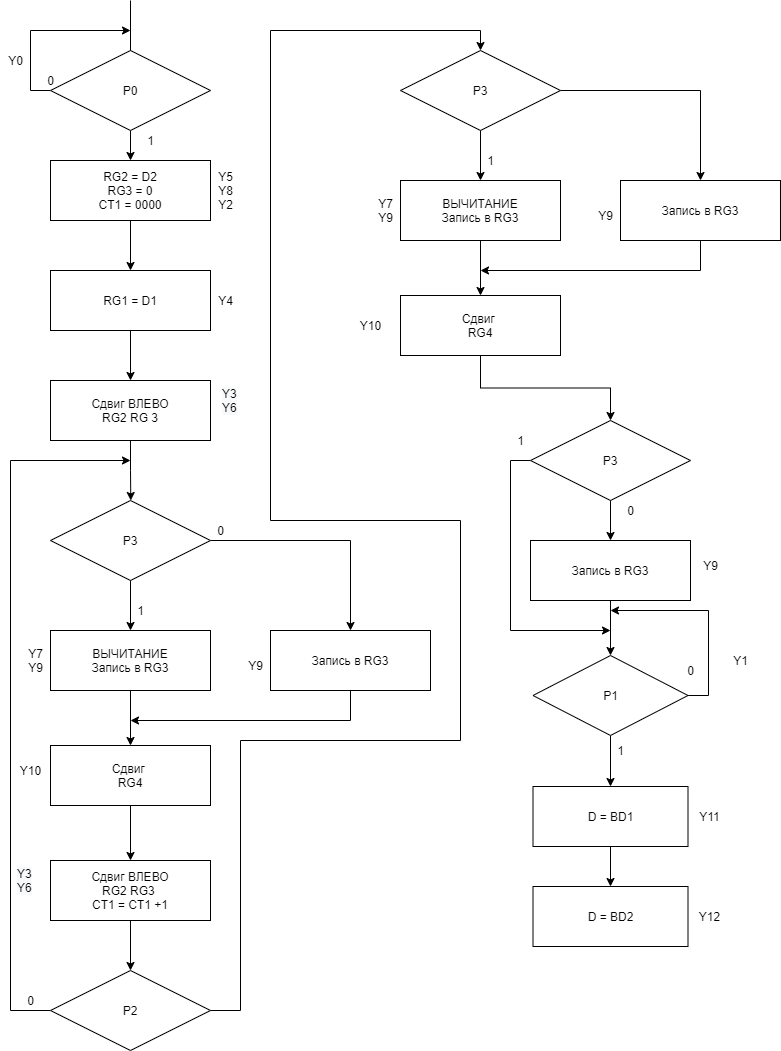 Y0
0
P0
1
RG2 = D2
RG3 = 0
CT1 = 0000
Y5
Y8
Y2
RG1 = D1
Y4
Сдвиг ВЛЕВО
RG2 RG 3
Y3
Y6
P3
0
1
Y7
Y9
ВЫЧИТАНИЕ
Запись в RG3
Y9
Запись в RG3
Y10
Сдвиг
RG4
Y3
Y6
Сдвиг ВЛЕВО
RG2 RG3
CT1 = CT1 +1
0
P2
P3
1
Y7
Y9
ВЫЧИТАНИЕ
Запись в RG3
Y9
Запись в RG3
Y10
Сдвиг
RG4
1
P3
0
Запись в RG3
Y9
0
Y1
P1
1
D = BD1
Y11
D = BD2
Y12